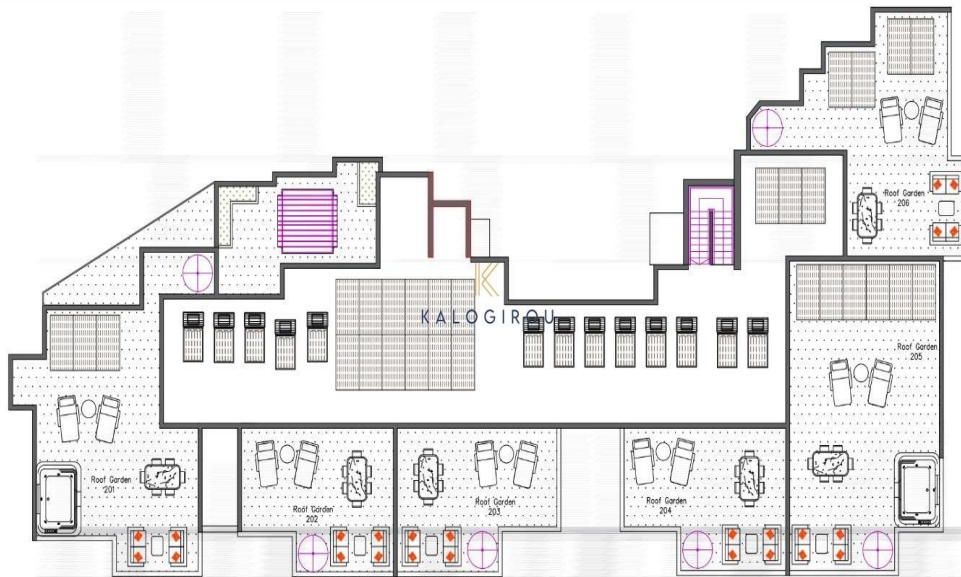 Roof Garden
206
KALOGIROU
Roof Garden
205
Roof Garden
201
Roof Garden
202
Roof Garden
203
Roof Garden
204